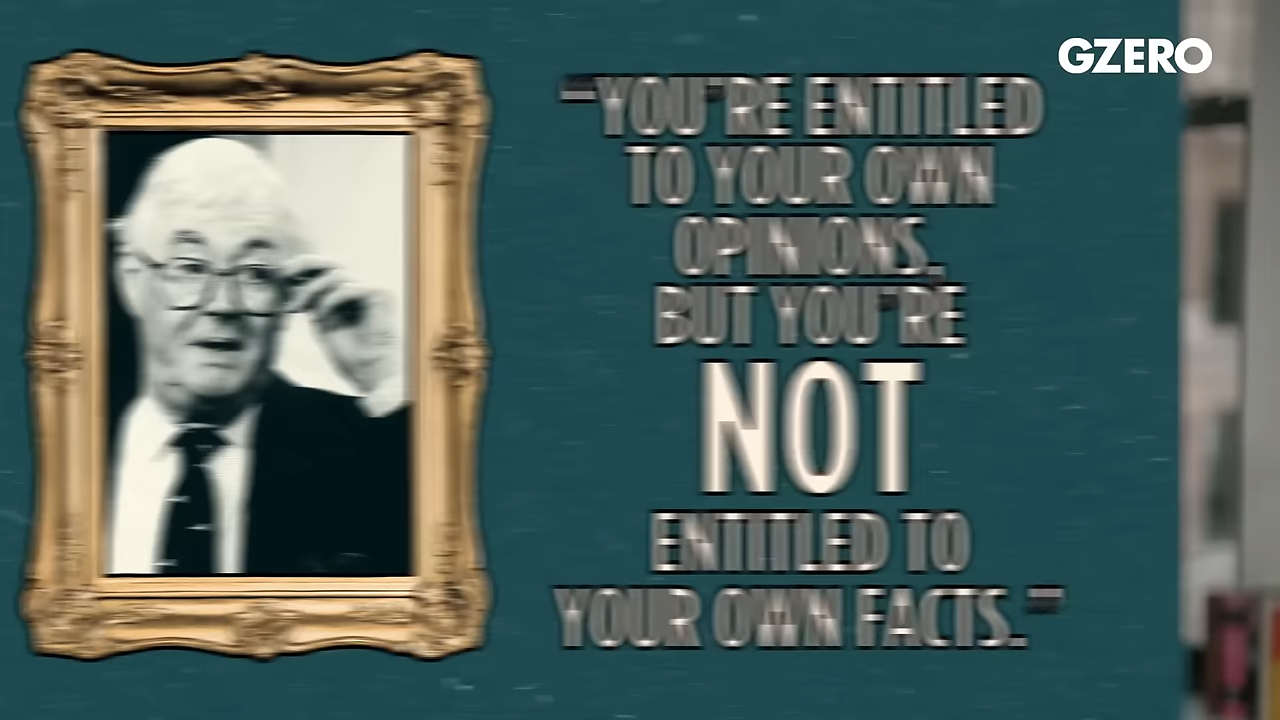 GZERO
“YOU'RE ENTITLED
TO YOUR OWN
OPINIONS,
BUT YOU'RE
NOT
ENTITLED TO
YOUR OWN FACTS.”